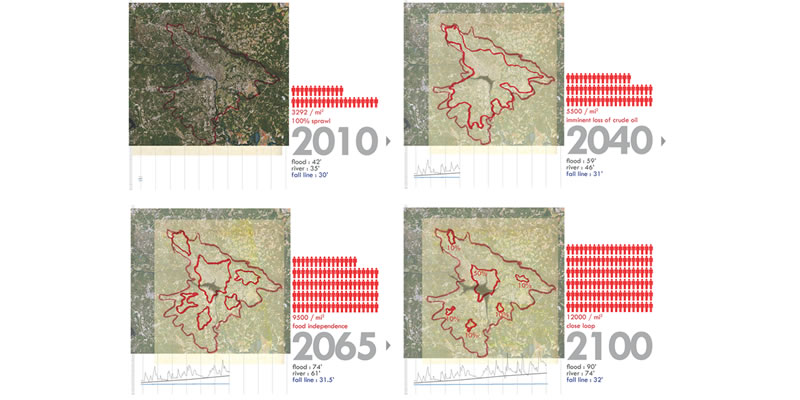 3292 / mi²
100% sprawl
2010
flood : 42'
river : 35'
fall line : 30'
5500 / mi²
imminent loss of crude oil
2040
flood : 59'
river : 46'
fall line : 31'
9500 / mi²
food independence
2065
flood : 74'
river : 61'
fall line : 31.5'
10%
50%
10%
10%
10%
12000 / mi²
close loop
2100
flood : 90'
river : 74'
fall line : 32'